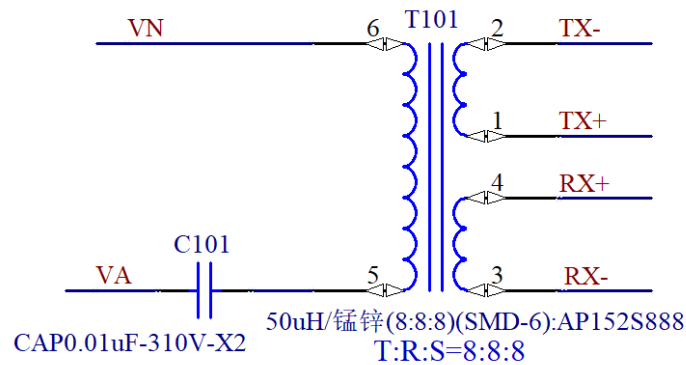 VN
6
T101
2
TX-
1
TX+
4
RX+
C101
VA
5
3
RX-
50uH/锰锌(8:8:8)(SMD-6):AP152S888
CAP0.01uF-310V-X2
T:R:S=8:8:8